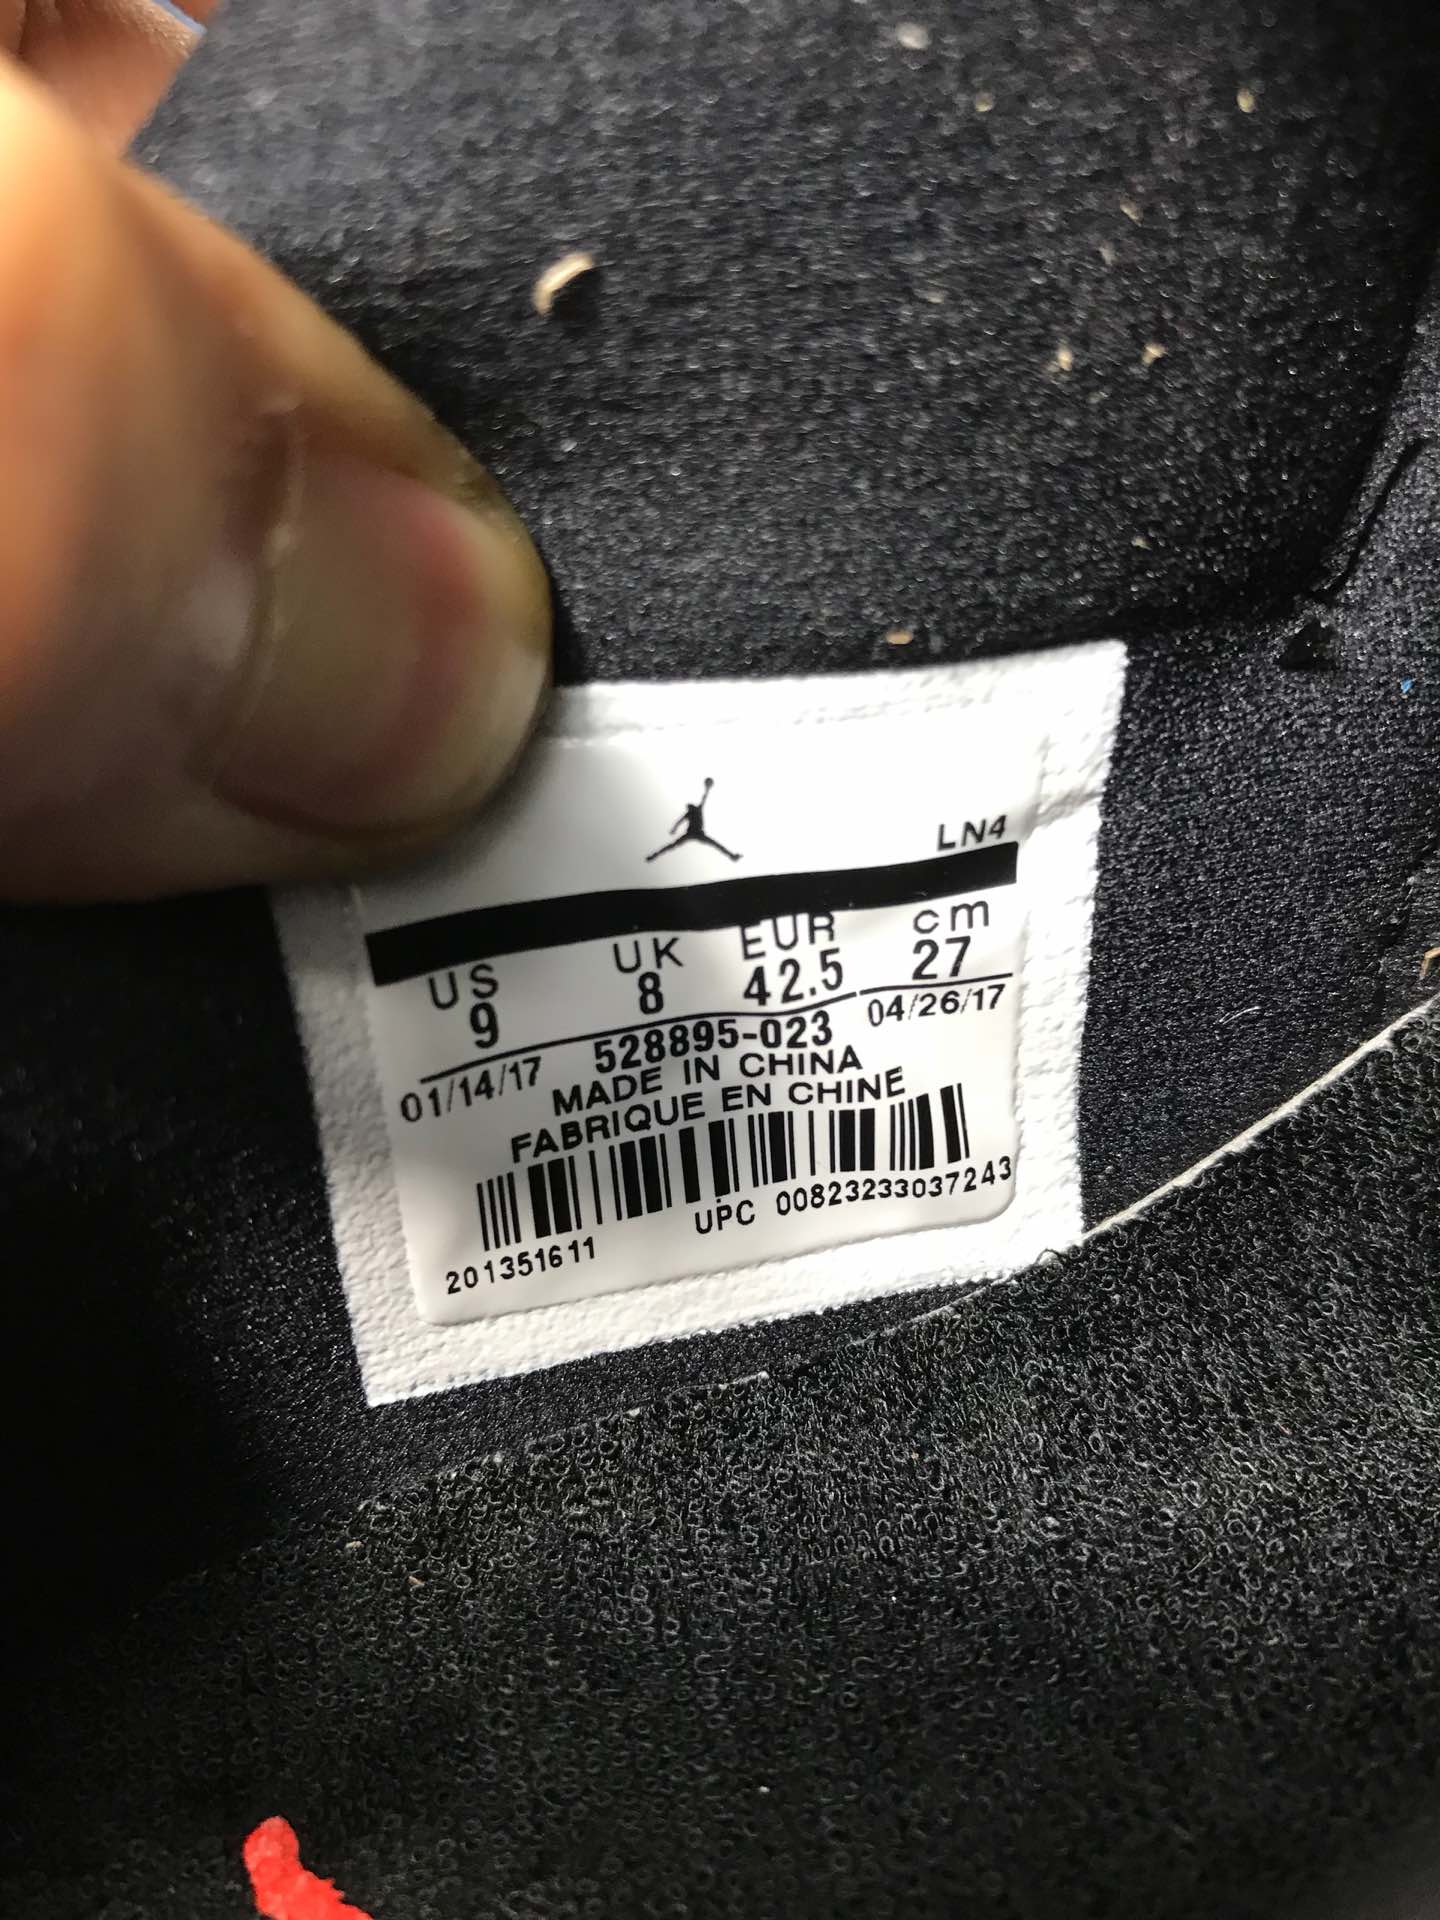 LN4
US UK EUR cm
9 8 42.5 27
01/14/17 528895-023 04/26/17
MADE IN CHINA
FABRIQUE EN CHINE
UPC 00823233037243
201351611